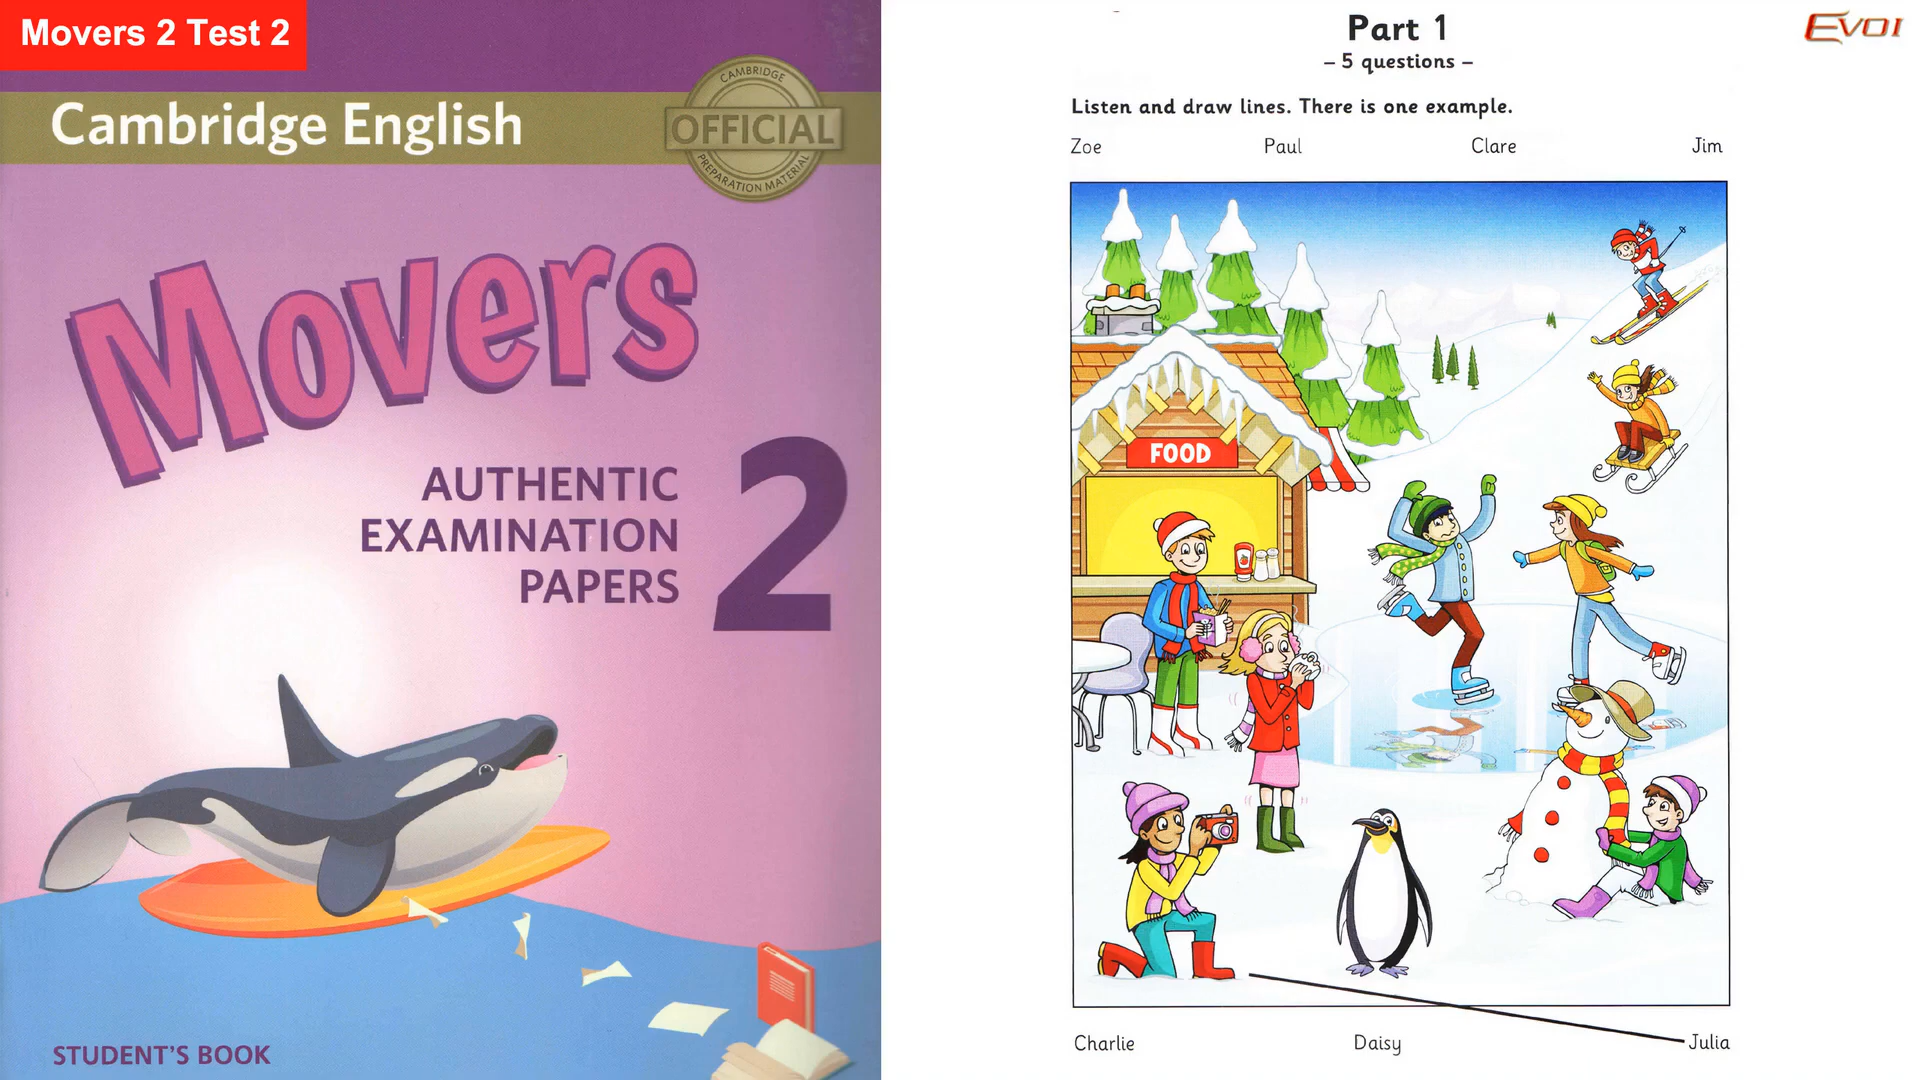 Movers 2 Test 2
Cambridge English
CAMBRIDGE
OFFICIAL
PREPARATION MATERIAL
Movers
AUTHENTIC
EXAMINATION
PAPERS
2
STUDENT'S BOOK
Part 1
– 5 questions –
EVOI
Listen and draw lines. There is one example.
Zoe Paul Clare Jim
FOOD
Charlie Daisy Julia